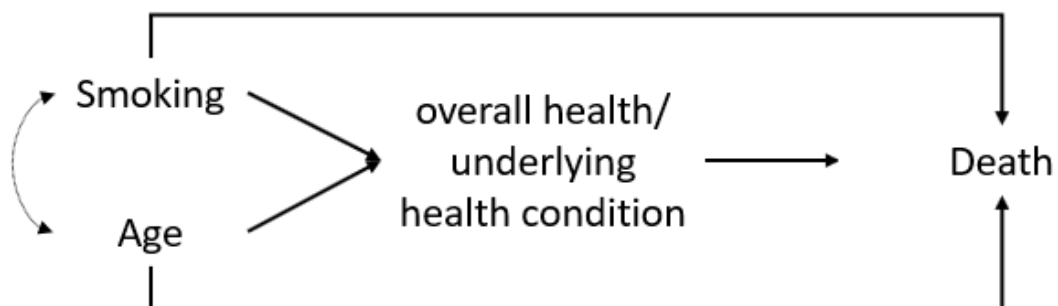 Smoking
overall health/
underlying
health condition
Death
Age